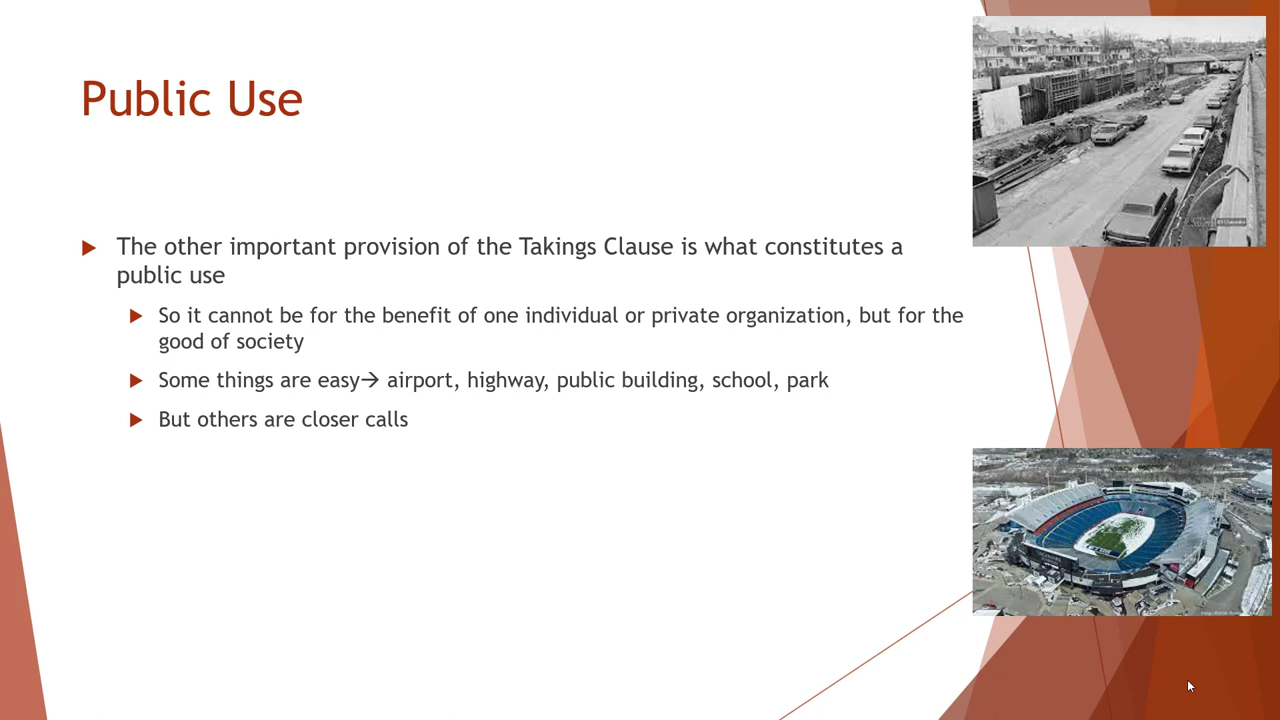 Public Use
The other important provision of the Takings Clause is what constitutes a
public use
So it cannot be for the benefit of one individual or private organization, but for the
good of society
Some things are easy→ airport, highway, public building, school, park
But others are closer calls